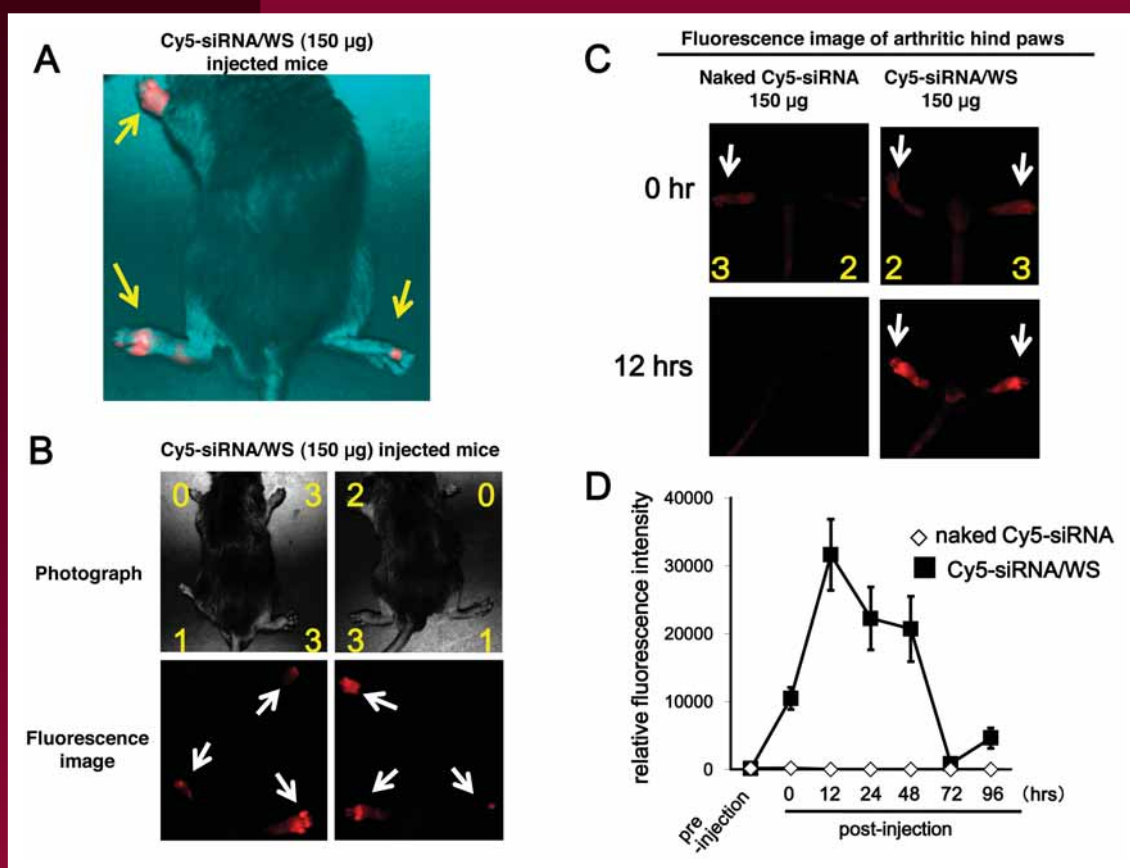 A
Cy5-siRNA/WS (150 µg)
injected mice
B
Cy5-siRNA/WS (150 µg) injected mice
Photograph
0 3
1 3
2 0
3 1
Fluorescence
image
C
Fluorescence image of arthritic hind paws
Naked Cy5-siRNA
150 µg
Cy5-siRNA/WS
150 µg
0 hr
3 2
2 3
12 hrs
D
relative fluorescence intensity
40000
30000
20000
10000
0
naked Cy5-siRNA
Cy5-siRNA/WS
pre
-injection
0 12 24 48 72 96 (hrs)
post-injection